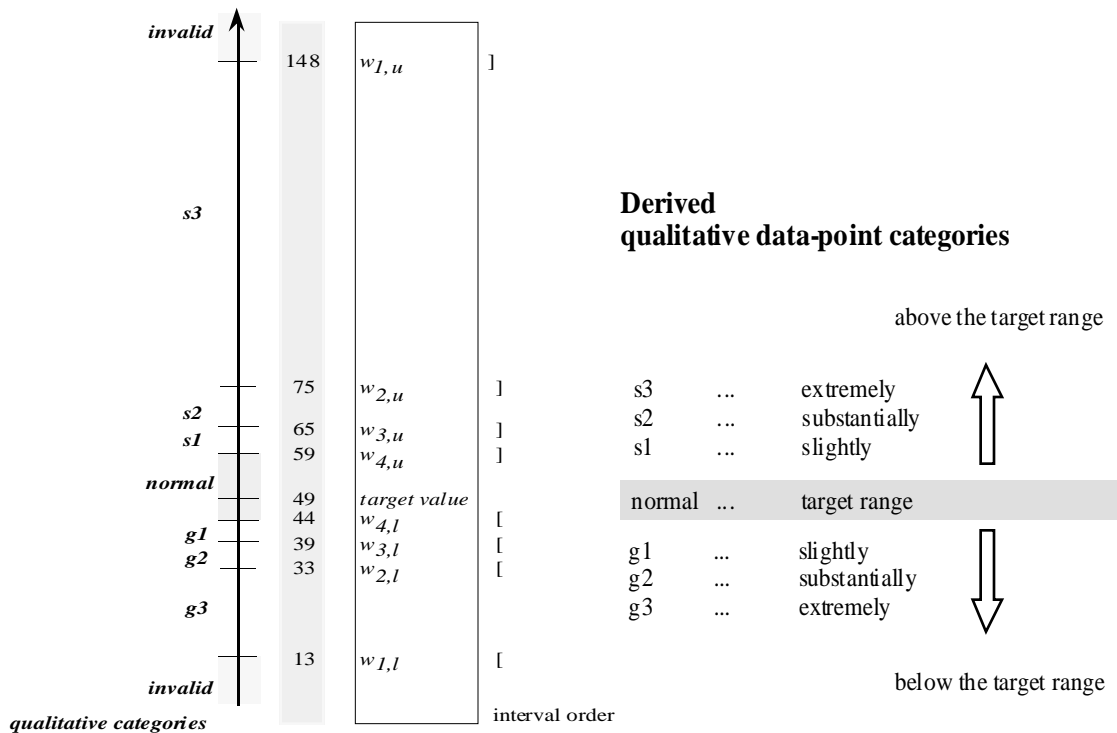 invalid
148 w1,u ]
s3
Derived
qualitative data-point categories
above the target range
75 w2,u ]
s3 ... extremely
s2
s2 ... substantially
65 w3,u ]
s1
s1 ... slightly
59 w4,u ]
normal
49 target value
normal ... target range
44 w4,l [
g1
39 w3,l [
g1 ... slightly
g2
33 w2,l [
g2 ... substantially
g3
g3 ... extremely
13 w1,l [
invalid
below the target range
interval order
qualitative categories